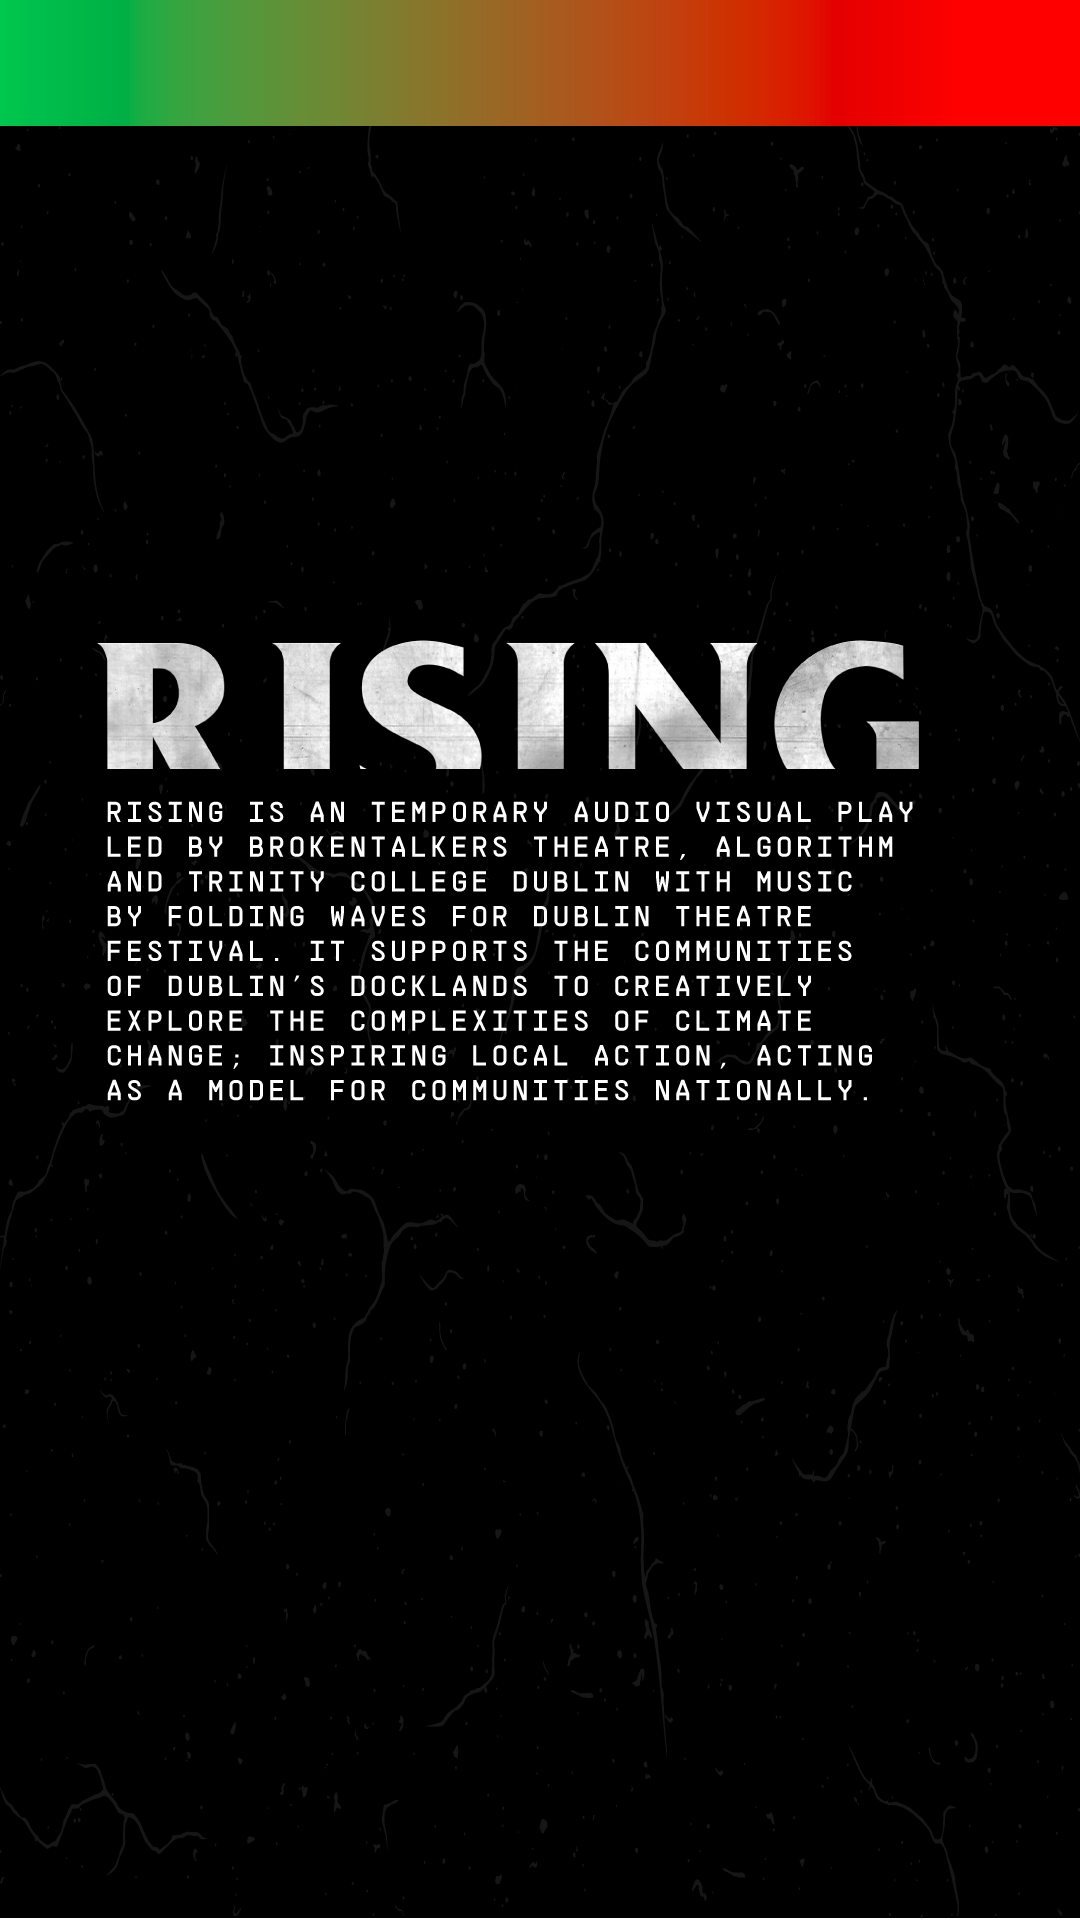 RISING
RISING IS AN TEMPORARY AUDIO VISUAL PLAY
LED BY BROKENTALKERS THEATRE, ALGORITHM
AND TRINITY COLLEGE DUBLIN WITH MUSIC
BY FOLDING WAVES FOR DUBLIN THEATRE
FESTIVAL. IT SUPPORTS THE COMMUNITIES
OF DUBLIN'S DOCKLANDS TO CREATIVELY
EXPLORE THE COMPLEXITIES OF CLIMATE
CHANGE; INSPIRING LOCAL ACTION, ACTING
AS A MODEL FOR COMMUNITIES NATIONALLY.